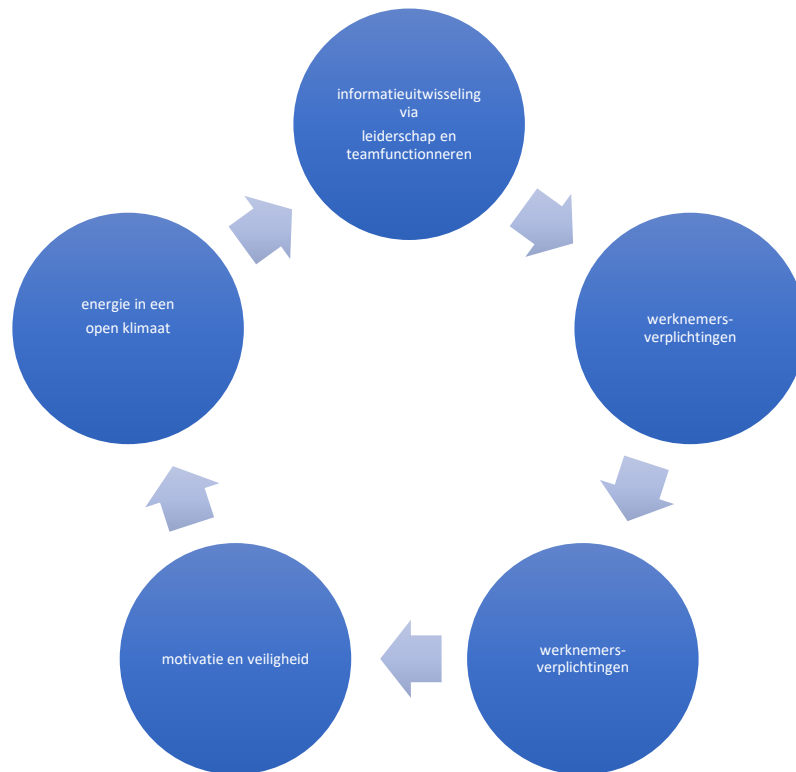 informatieuitwisseling
via
leiderschap en
teamfunctionneren
werknemers-
verplichtingen
werknemers-
verplichtingen
motivatie en veiligheid
energie in een
open klimaat